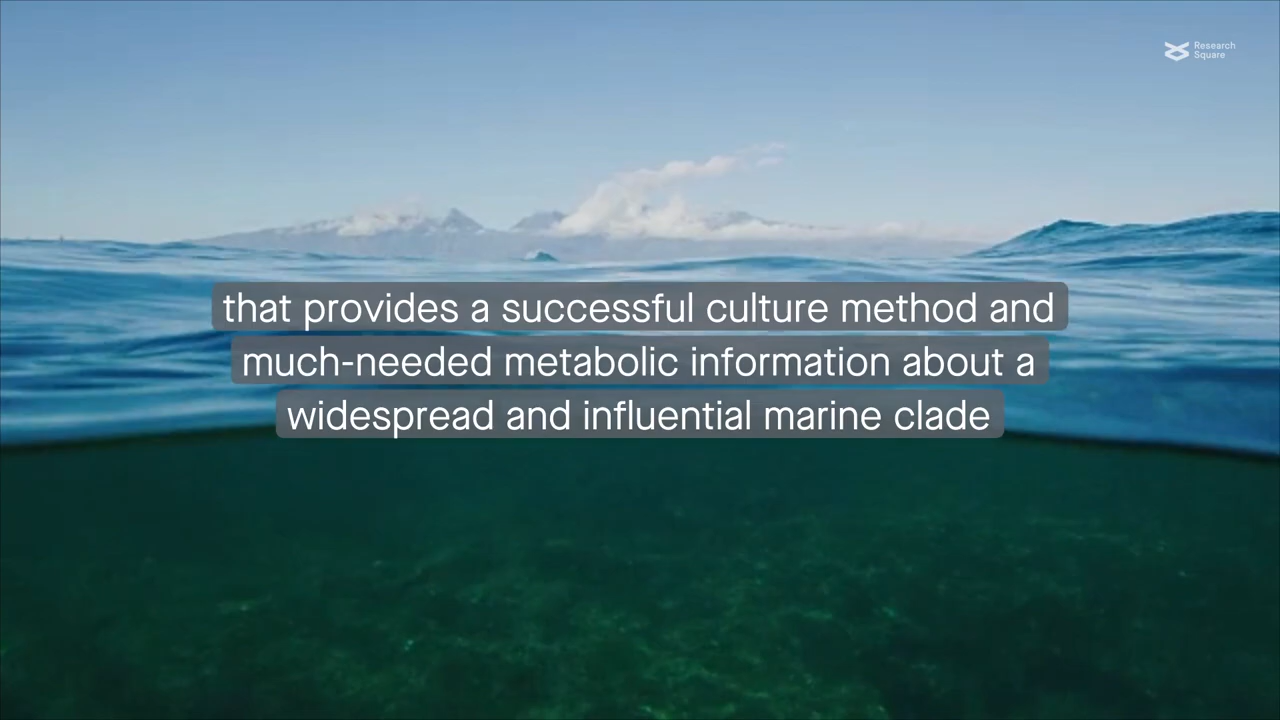 Research
Square
that provides a successful culture method and
much-needed metabolic information about a
widespread and influential marine clade